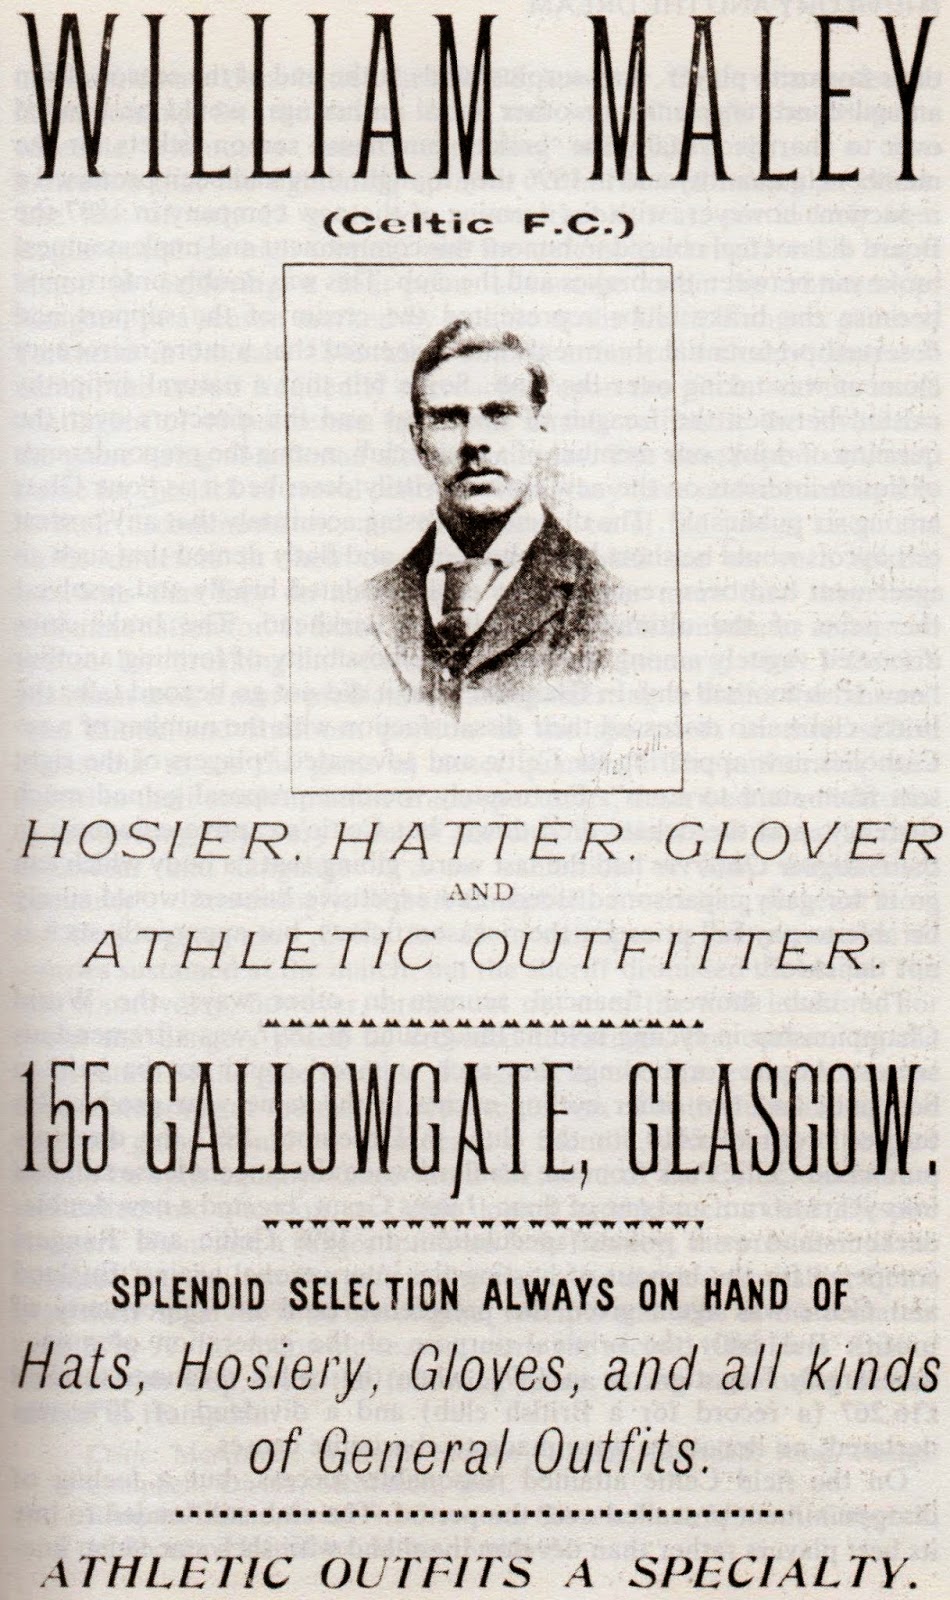 WILLIAM MALEY
(Celtic F.C.)
HOSIER. HATTER. GLOVER
AND
ATHLETIC OUTFITTER.
155 GALLOWGATE, GLASGOW.
SPLENDID SELECTION ALWAYS ON HAND OF
Hats, Hosiery, Gloves, and all kinds
of General Outfits.
ATHLETIC OUTFITS A SPECIALTY.